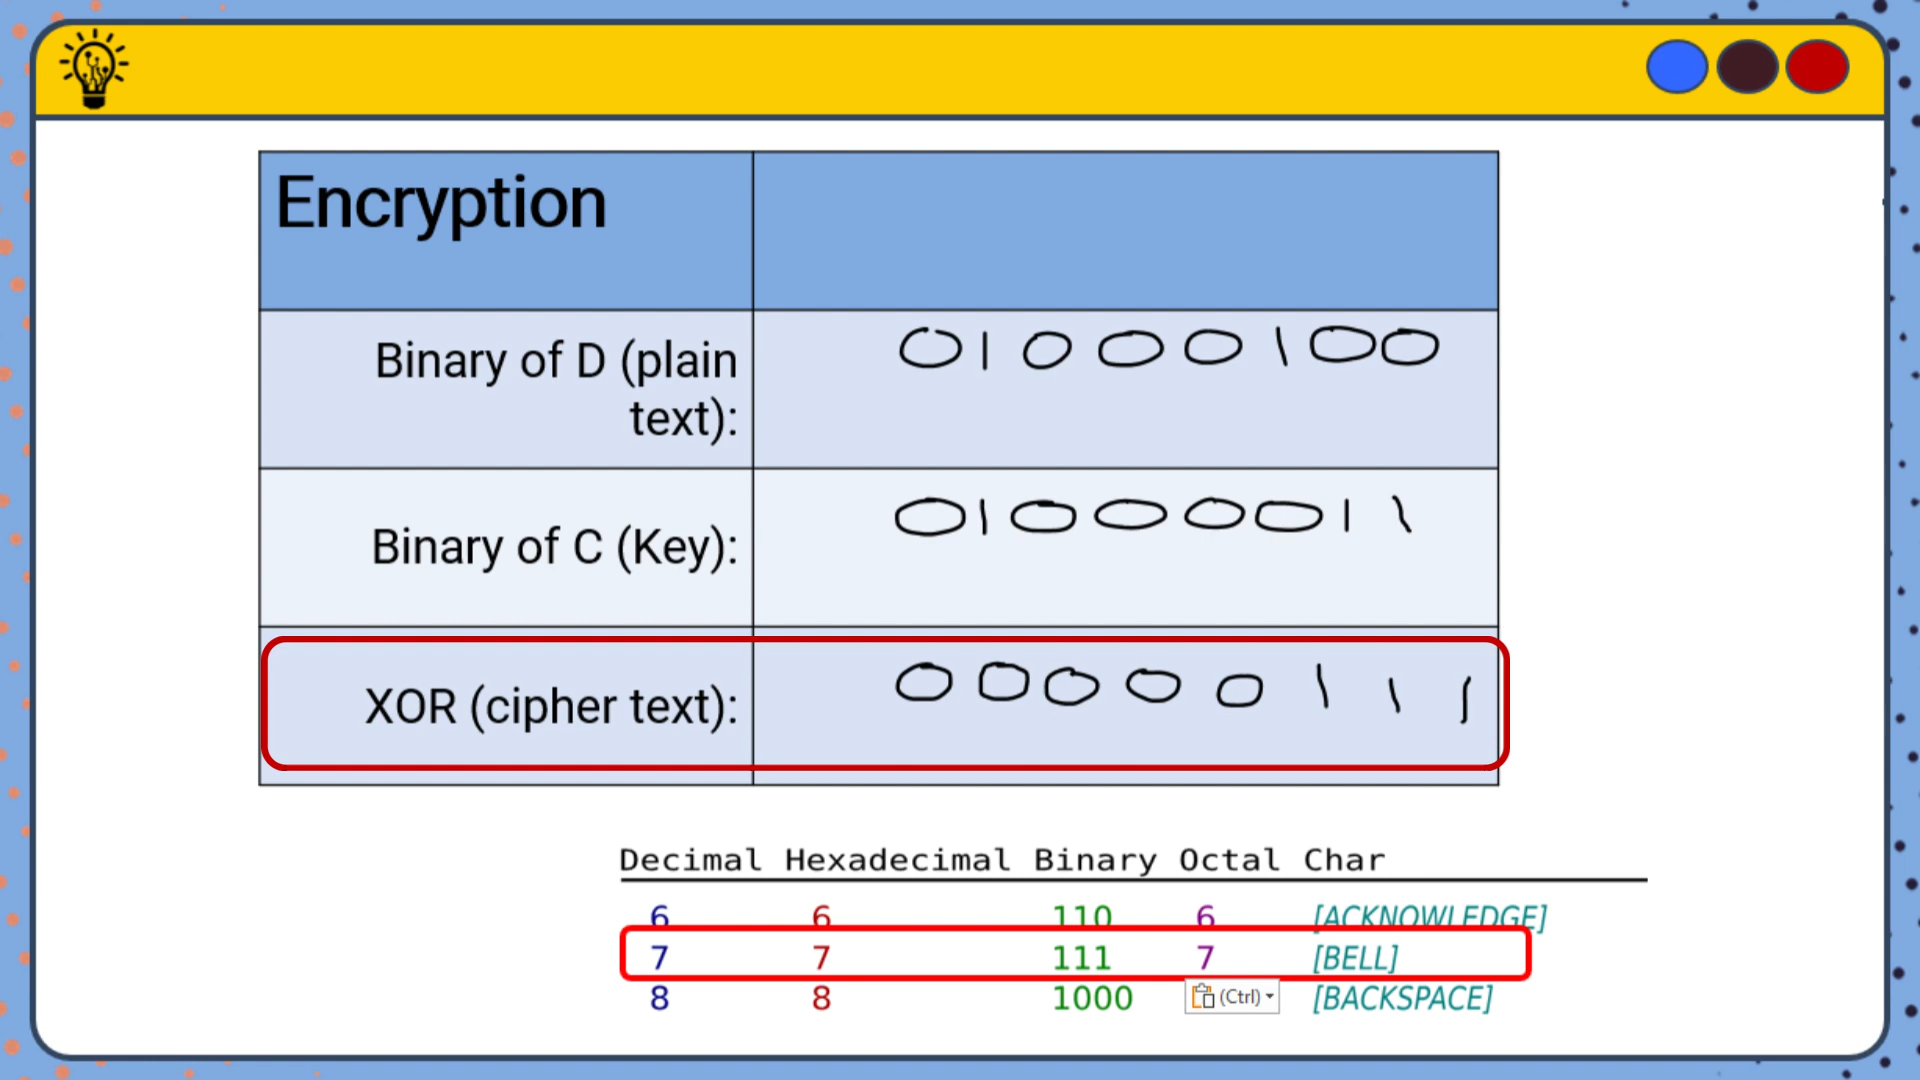 Encryption
Binary of D (plain
text):
01000100
Binary of C (Key):
01000011
XOR (cipher text):
00000111
Decimal Hexadecimal Binary Octal Char
6 6 110 6 [ACKNOWLEDGE]
7 7 111 7 [BELL]
8 8 1000 [BACKSPACE]
(Ctrl)